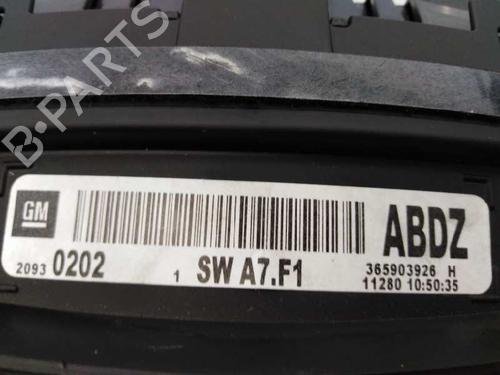 GM
ABDZ
2093 0202
1 SW A7.F1
365903926 H
11280 10:50:35
B-PARTS